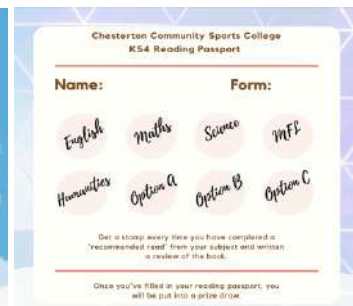 Chesterton Community Sports College
KS4 Reading Passport
Name: Form:
English Maths Science MFL
Humanities Option A Option B Option C
Get a stamp every time you have completed a
'recommended read' from your subject and written
a review of the book.
Once you've filled in your reading passport, you
will be put into a prize draw.